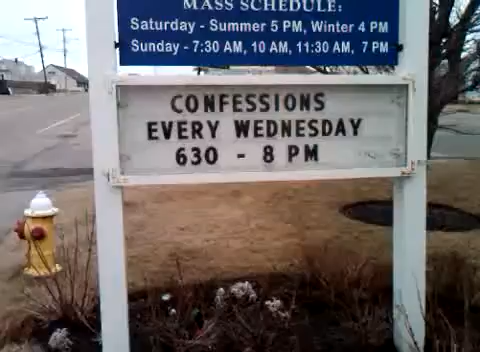 MASS SCHEDULE:
Saturday - Summer 5 PM, Winter 4 PM
Sunday - 7:30 AM, 10 AM, 11:30 AM, 7 PM
CONFESSIONS
EVERY WEDNESDAY
630 - 8 PM